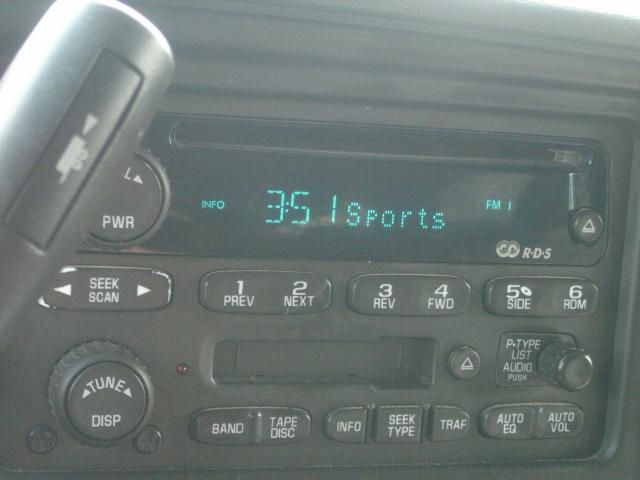 L▲
PWR
INFO 3:51 Sports FM 1
R·D·S
◄ SEEK SCAN ►
1 PREV 2 NEXT
3 REV 4 FWD
5 SIDE 6 RDM
P-TYPE
LIST
AUDIO
PUSH
▲TUNE▲
DISP
BAND TAPE DISC
INFO SEEK TYPE TRAF
AUTO EQ AUTO VOL